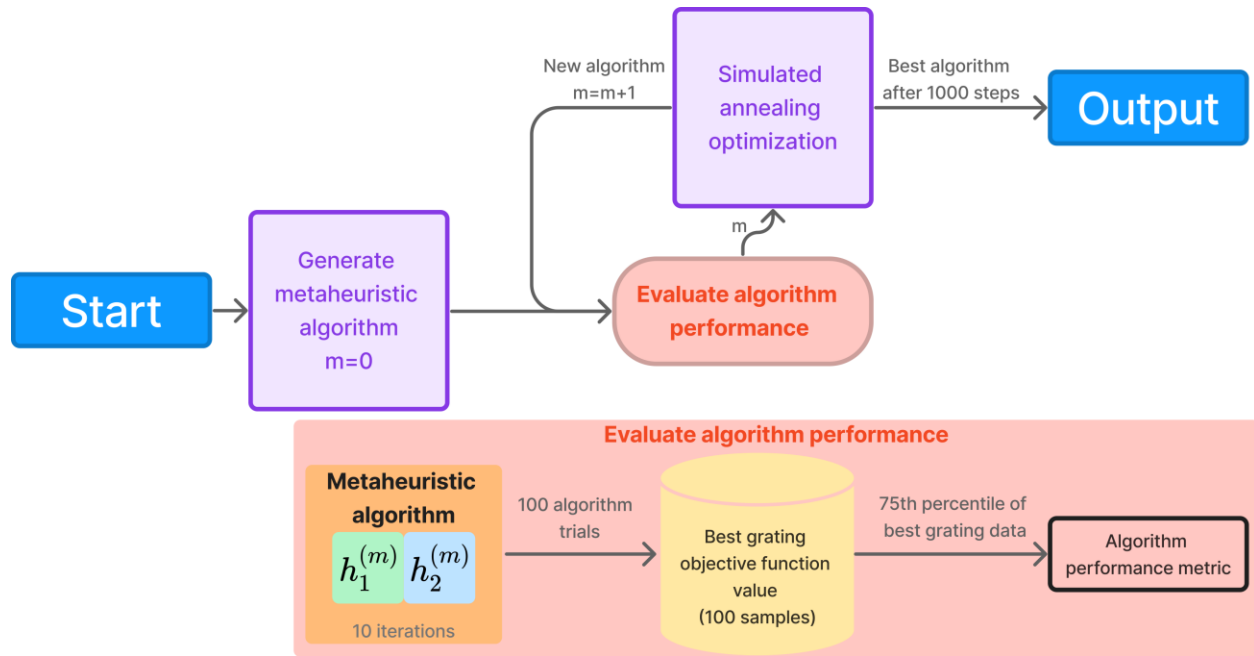 New algorithm
m=m+1
Simulated
annealing
optimization
Best algorithm
after 1000 steps
Output
m
Start
Generate
metaheuristic
algorithm
m=0
Evaluate algorithm
performance
Evaluate algorithm performance
Metaheuristic
algorithm
h_1^{(m)} h_2^{(m)}
10 iterations
100 algorithm
trials
Best grating
objective function
value
(100 samples)
75th percentile of
best grating data
Algorithm
performance metric